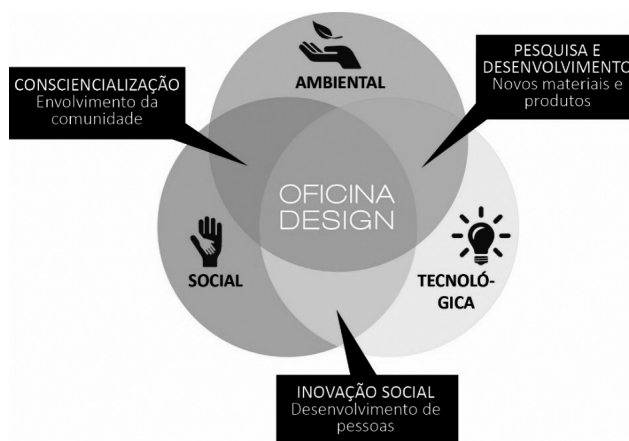 AMBIENTAL
CONSCIENCIALIZAÇÃO
Envolvimento da
comunidade
PESQUISA E
DESENVOLVIMENTO
Novos materiais e
produtos
OFICINA
DESIGN
SOCIAL
TECNOLÓ-
GICA
INOVAÇÃO SOCIAL
Desenvolvimento de
pessoas